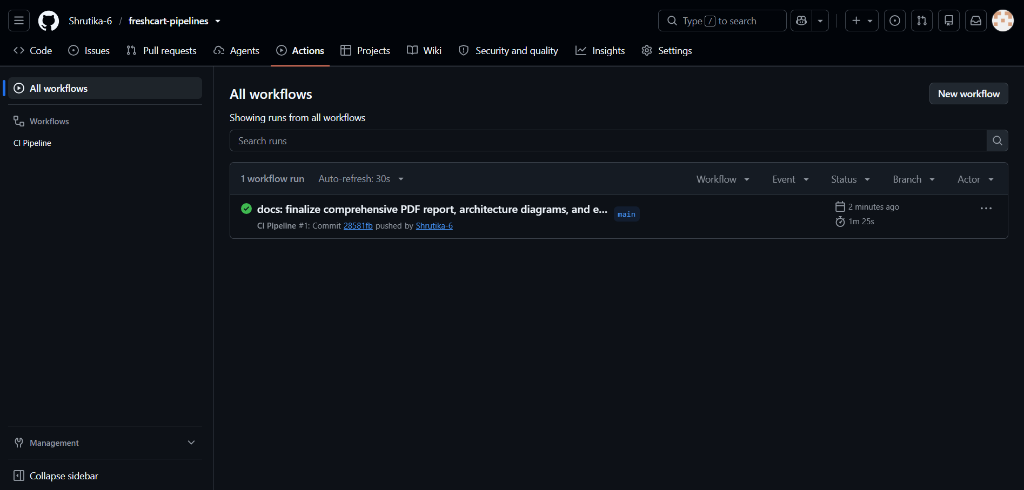 Shrutika-6 / freshcart-pipelines
Type / to search
Code Issues Pull requests Agents Actions Projects Wiki Security and quality Insights Settings
All workflows
Workflows
CI Pipeline
Management
Collapse sidebar
All workflows
New workflow
Showing runs from all workflows
Search runs
1 workflow run Auto-refresh: 30s Workflow Event Status Branch Actor
docs: finalize comprehensive PDF report, architecture diagrams, and e... main
2 minutes ago
CI Pipeline #1: Commit 28581fb pushed by Shrutika-6
1m 25s